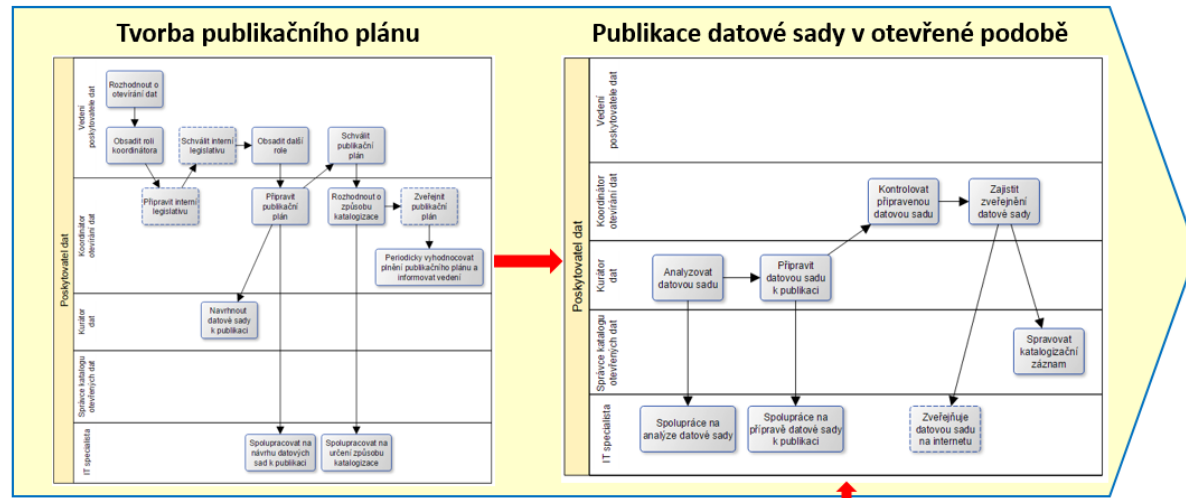 Tvorba publikačního plánu
Poskytovatel dat
Vedení
poskytovatele dat
Rozhodnout o
otevírání dat
Obsadit roli
koordinátora
Schválit interní
legislativu
Obsadit další
role
Schválit
publikační
plán
Koordinátor
otevírání dat
Připravit interní
legislativu
Připravit
publikační
plán
Rozhodnout o
způsobu
katalogizace
Zveřejnit
publikační
plán
Periodicky vyhodnocovat
plnění publikačního plánu a
informovat vedení
Kurátor
dat
Navrhnout
datové sady
k publikaci
Správce katalogu
otevřených dat
IT specialista
Spolupracovat na
návrhu datových
sad k publikaci
Spolupracovat na
určení způsobu
katalogizace
Publikace datové sady v otevřené podobě
Poskytovatel dat
Vedení
poskytovatele dat
Koordinátor
otevírání dat
Kontrolovat
připravenou
datovou sadu
Zajistit
zveřejnění
datové sady
Kurátor
dat
Analyzovat
datovou sadu
Připravit
datovou sadu
k publikaci
Správce katalogu
otevřených dat
Spravovat
katalogizační
záznam
IT specialista
Spolupráce na
analýze datové sady
Spolupráce na
přípravě datové sady
k publikaci
Zveřejňuje
datovou sadu
na internetu